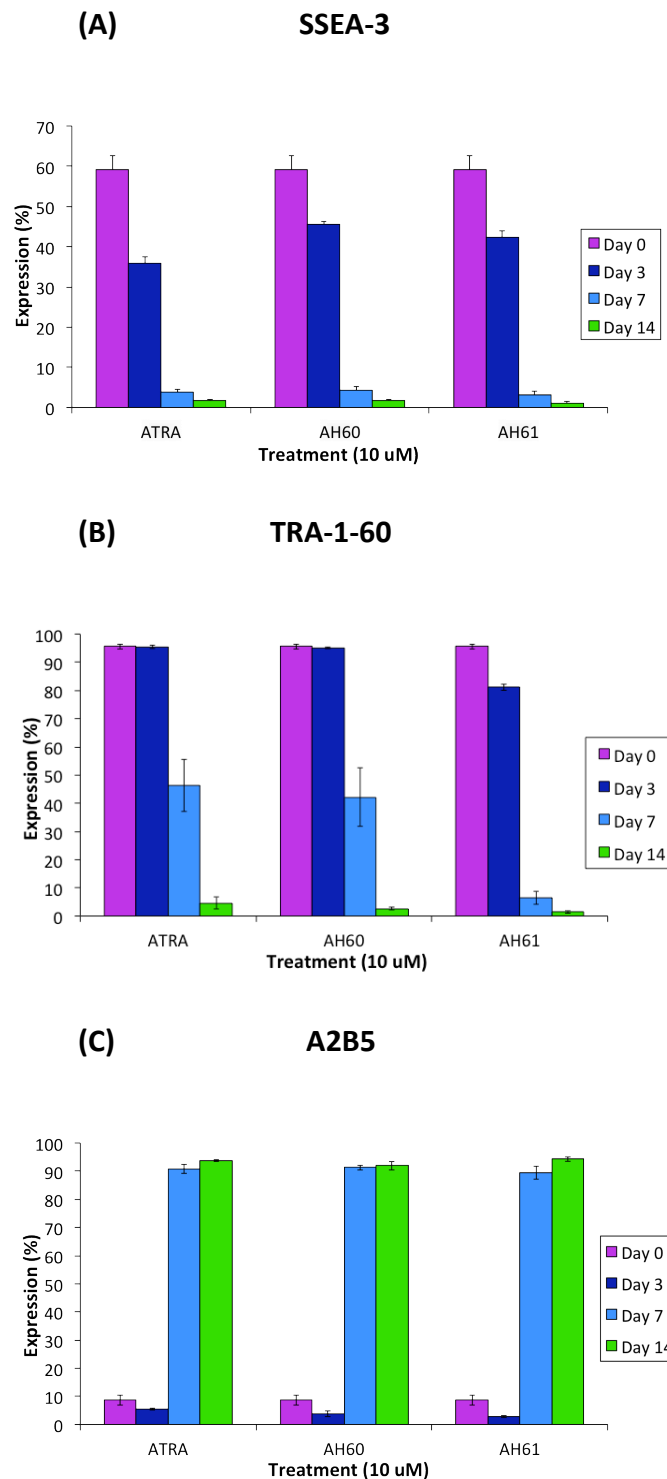 (A) SSEA-3
70
60
50
40
30
20
10
0
Expression (%)
ATRA AH60 AH61
Treatment (10 uM)
Day 0
Day 3
Day 7
Day 14
(B) TRA-1-60
100
90
80
70
60
50
40
30
20
10
0
Expression (%)
ATRA AH60 AH61
Treatment (10 uM)
Day 0
Day 3
Day 7
Day 14
(C) A2B5
100
90
80
70
60
50
40
30
20
10
0
Expression (%)
ATRA AH60 AH61
Treatment (10 uM)
Day 0
Day 3
Day 7
Day 14